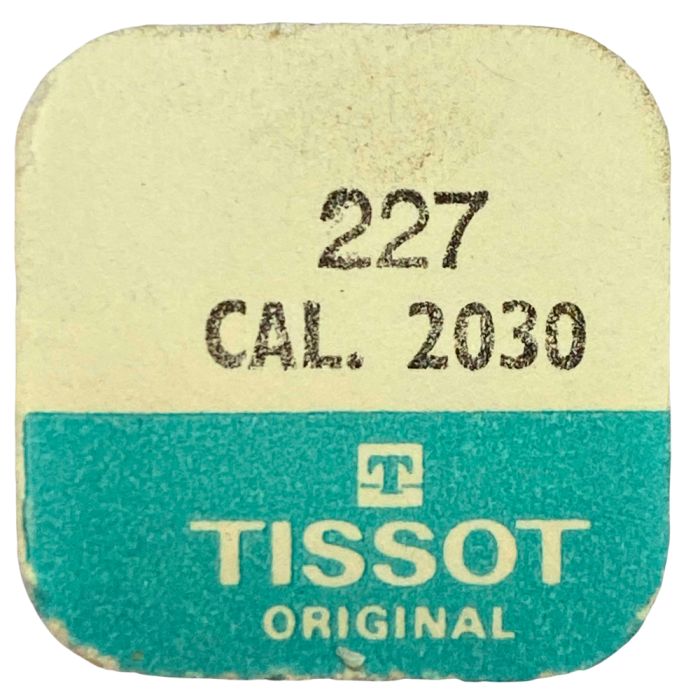 227
CAL. 2030
T
TISSOT
ORIGINAL